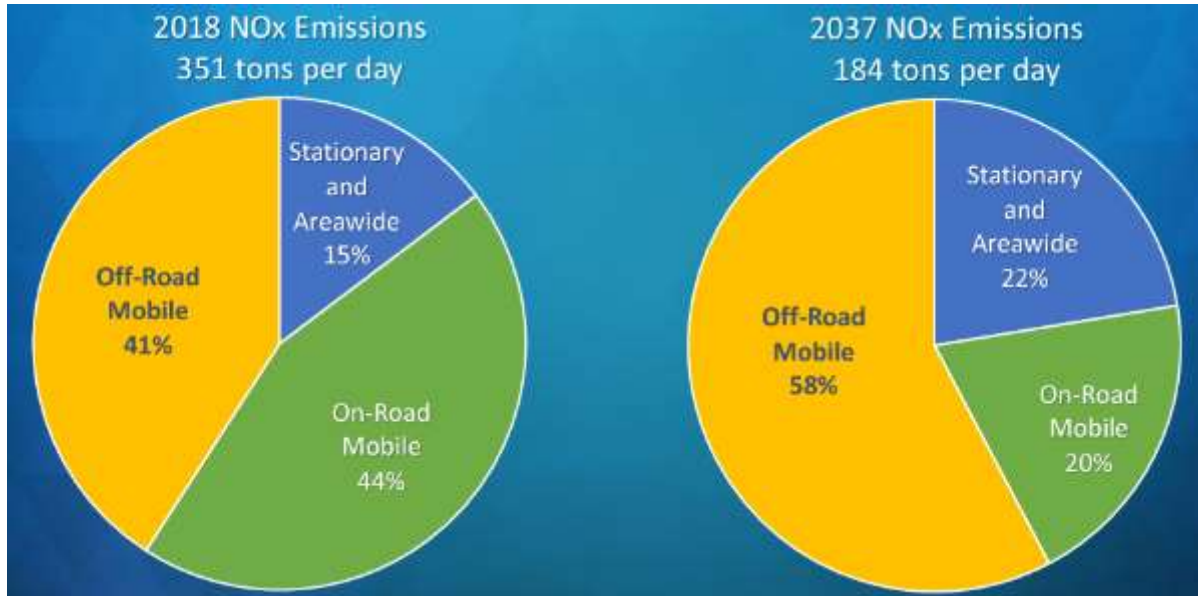 2018 NOx Emissions
351 tons per day
Stationary
and
Areawide
15%
Off-Road
Mobile
41%
On-Road
Mobile
44%
2037 NOx Emissions
184 tons per day
Stationary
and
Areawide
22%
Off-Road
Mobile
58%
On-Road
Mobile
20%